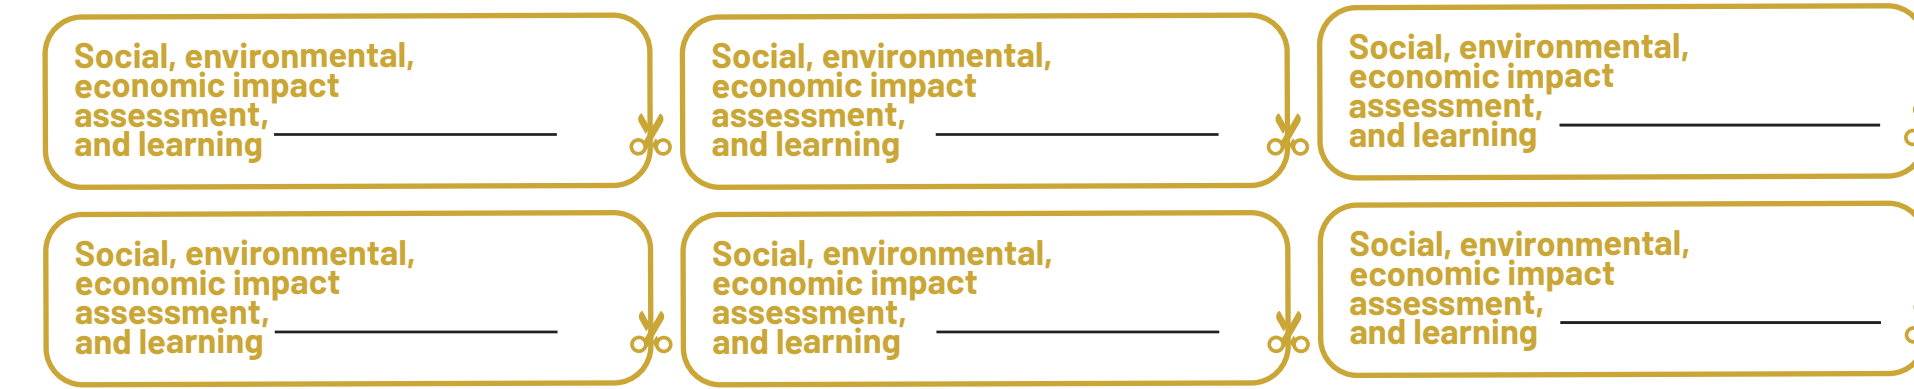 Social, environmental,
economic impact
assessment,
and learning
Social, environmental,
economic impact
assessment,
and learning
Social, environmental,
economic impact
assessment,
and learning
Social, environmental,
economic impact
assessment,
and learning
Social, environmental,
economic impact
assessment,
and learning
Social, environmental,
economic impact
assessment,
and learning